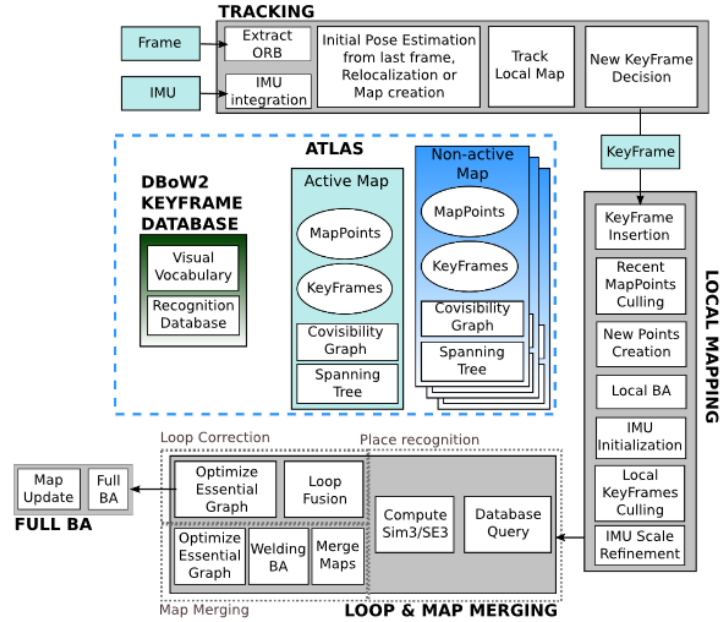 TRACKING
Frame
IMU
Extract
ORB
IMU
integration
Initial Pose Estimation
from last frame,
Relocalization or
Map creation
Track
Local Map
New KeyFrame
Decision
KeyFrame
ATLAS
DBoW2
KEYFRAME
DATABASE
Visual
Vocabulary
Recognition
Database
Active Map
MapPoints
KeyFrames
Covisibility
Graph
Spanning
Tree
Non-active
Map
MapPoints
KeyFrames
Covisibility
Graph
Spanning
Tree
KeyFrame
Insertion
Recent
MapPoints
Culling
New Points
Creation
Local BA
IMU
Initialization
Local
KeyFrames
Culling
IMU Scale
Refinement
LOCAL MAPPING
Loop Correction
Place recognition
Optimize
Essential
Graph
Loop
Fusion
Compute
Sim3/SE3
Database
Query
Map
Update
Full
BA
FULL BA
Optimize
Essential
Graph
Welding
BA
Merge
Maps
Map Merging
LOOP & MAP MERGING